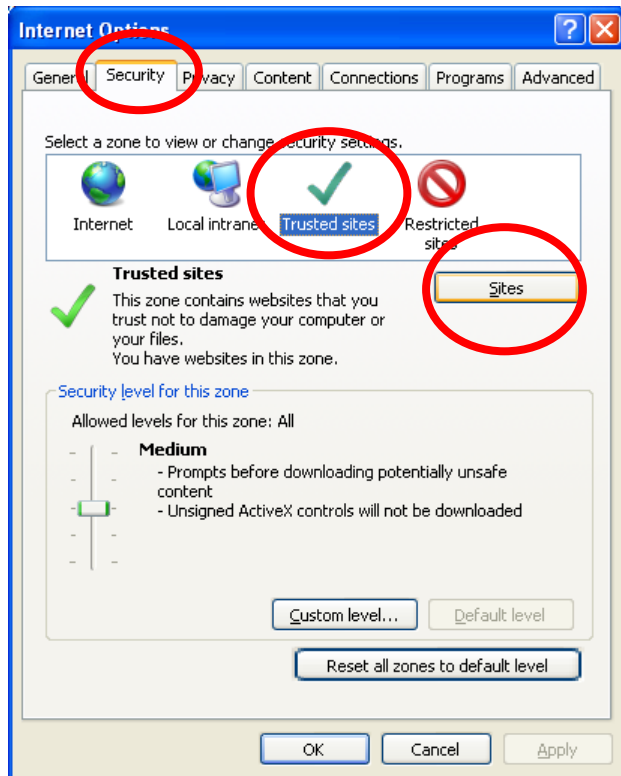 Internet Options
General Security Privacy Content Connections Programs Advanced
Select a zone to view or change security settings.
Internet Local intranet Trusted sites Restricted
sites
Trusted sites
This zone contains websites that you
trust not to damage your computer or
your files.
You have websites in this zone.
Sites
Security level for this zone
Allowed levels for this zone: All
Medium
- Prompts before downloading potentially unsafe
content
- Unsigned ActiveX controls will not be downloaded
Custom level... Default level
Reset all zones to default level
OK Cancel Apply